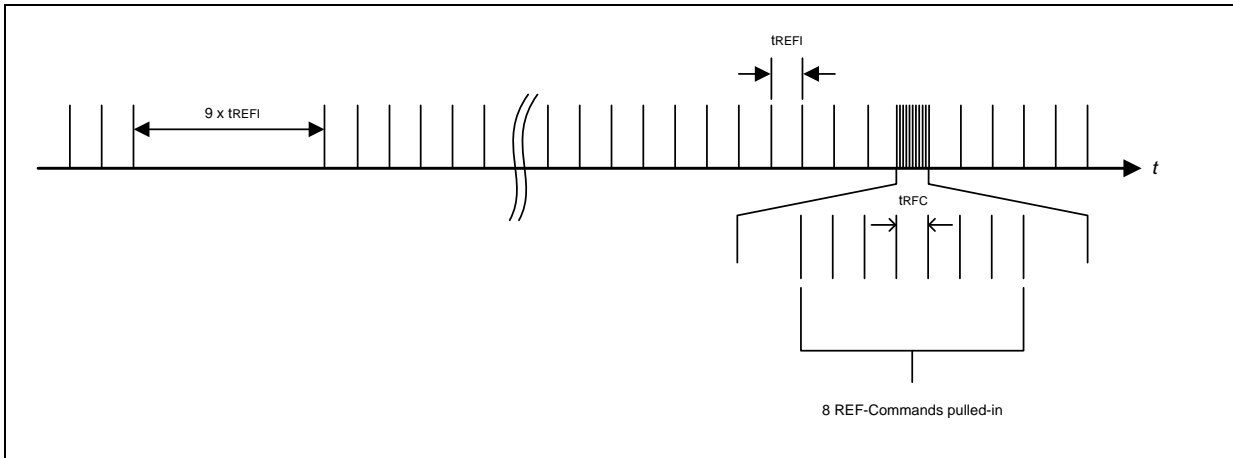 tREFI
9 x tREFI
t
tRFC
8 REF-Commands pulled-in